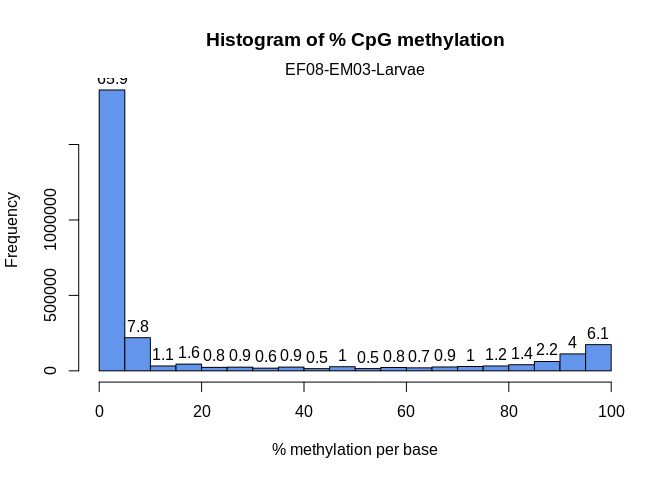 Histogram of % CpG methylation
EF08-EM03-Larvae
65.9
7.8
1.1 1.6 0.8 0.9 0.6 0.9 0.5 1 0.5 0.8 0.7 0.9 1 1.2 1.4 2.2 4 6.1
Frequency
0 500000 1000000
0 20 40 60 80 100
% methylation per base